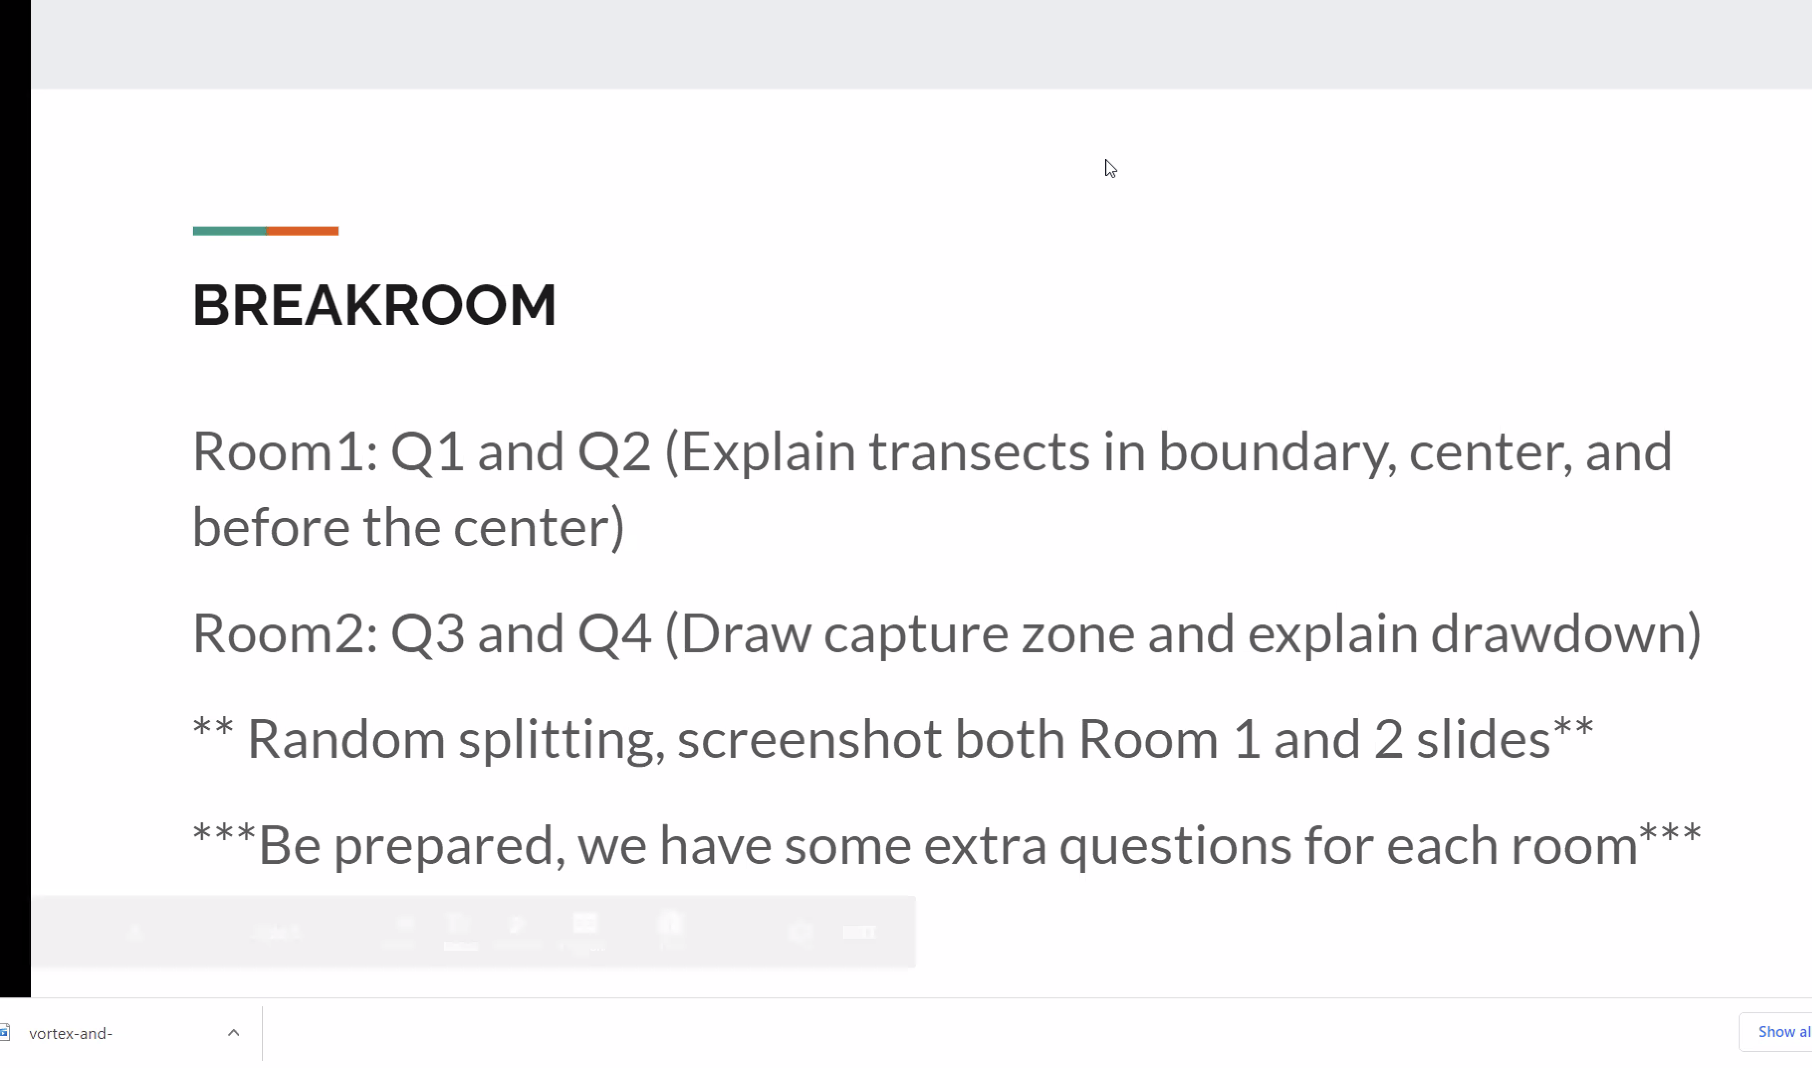 BREAKROOM
Room1: Q1 and Q2 (Explain transects in boundary, center, and
before the center)
Room2: Q3 and Q4 (Draw capture zone and explain drawdown)
** Random splitting, screenshot both Room 1 and 2 slides**
***Be prepared, we have some extra questions for each room***
vortex-and-
Show al